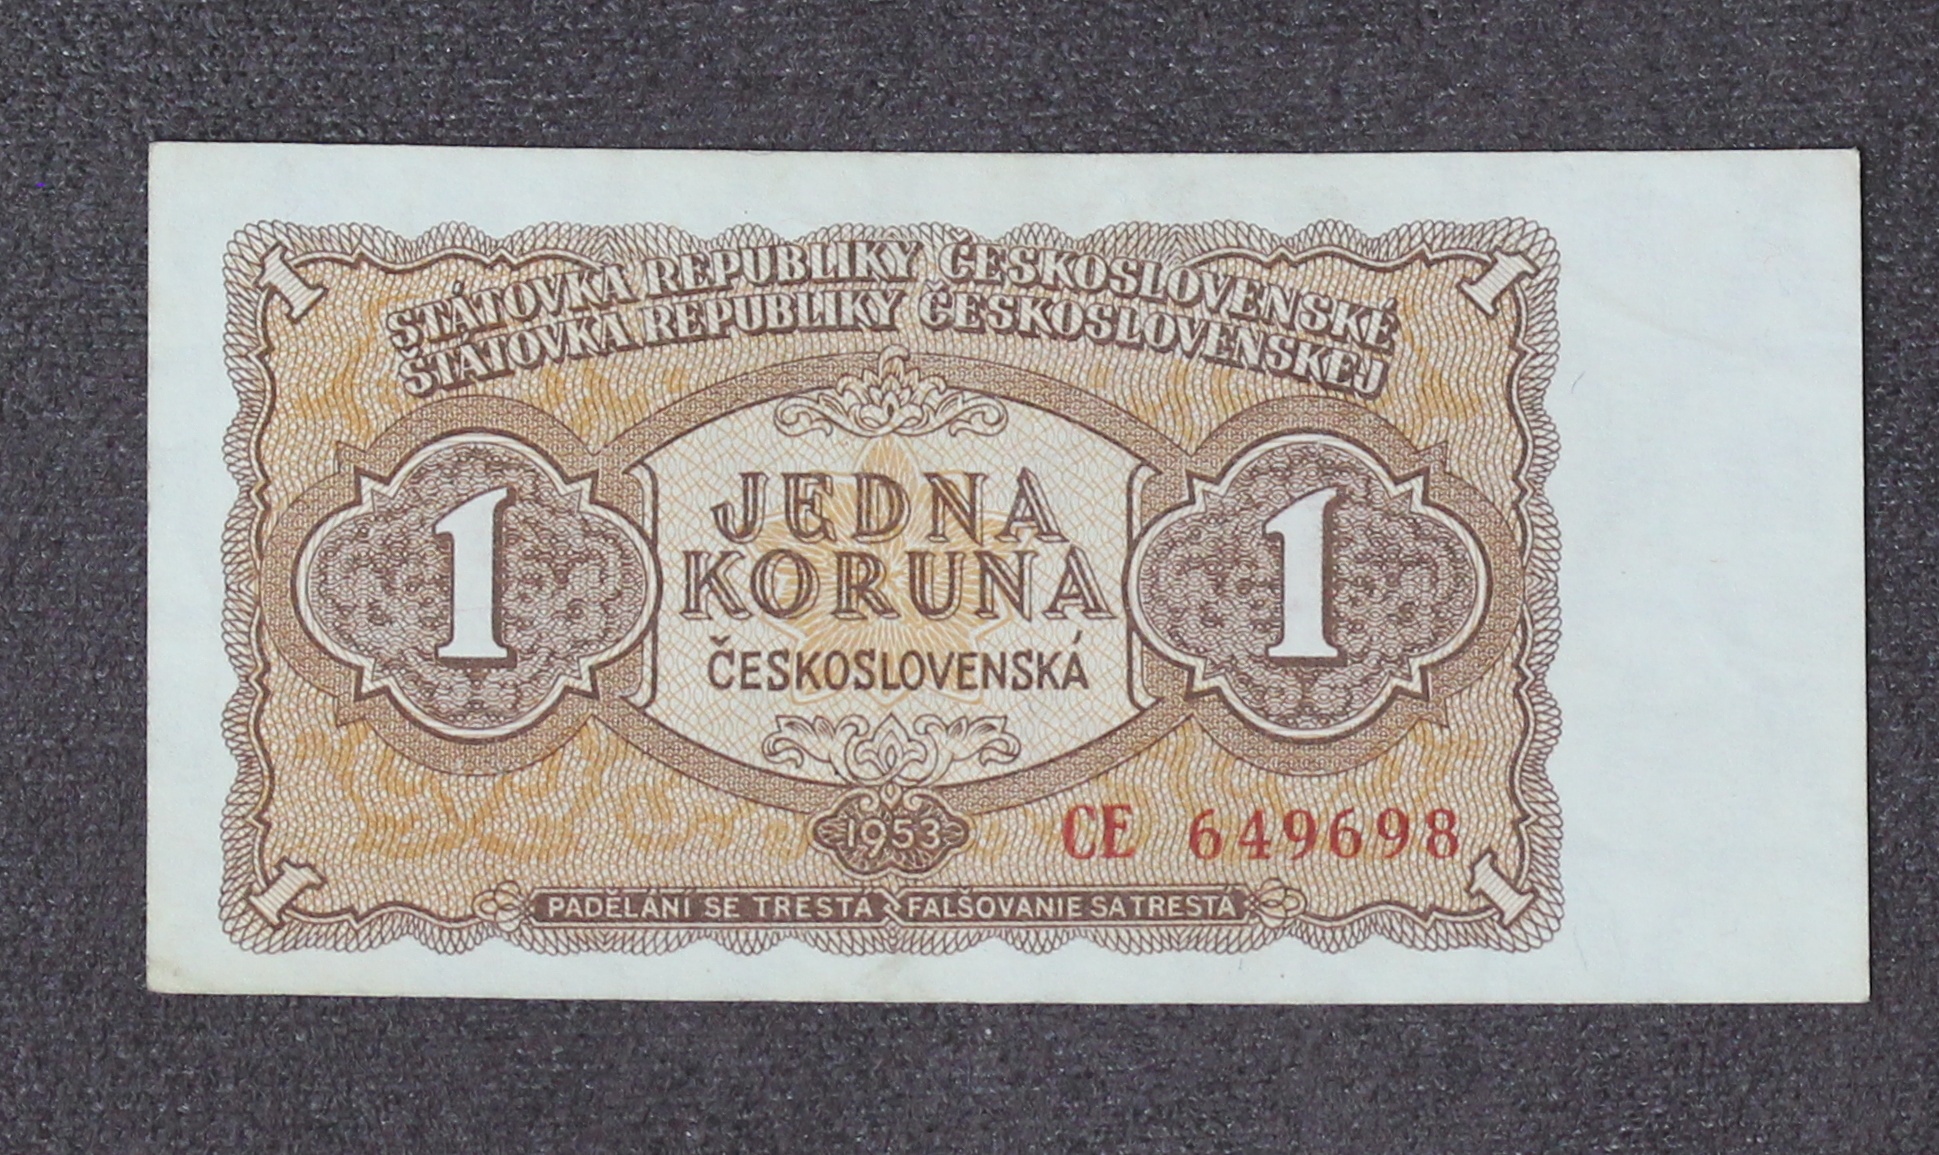 1 1
STÁTOVKA REPUBLIKY ČESKOSLOVENSKÉ
ŠTÁTOVKA REPUBLIKY ČESKOSLOVENSKEJ
1 1
JEDNA
KORUNA
ČESKOSLOVENSKÁ
1953
CE 649698
1 1
PADĚLÁNÍ SE TRESTÁ FALŠOVANIE SA TRESTÁ